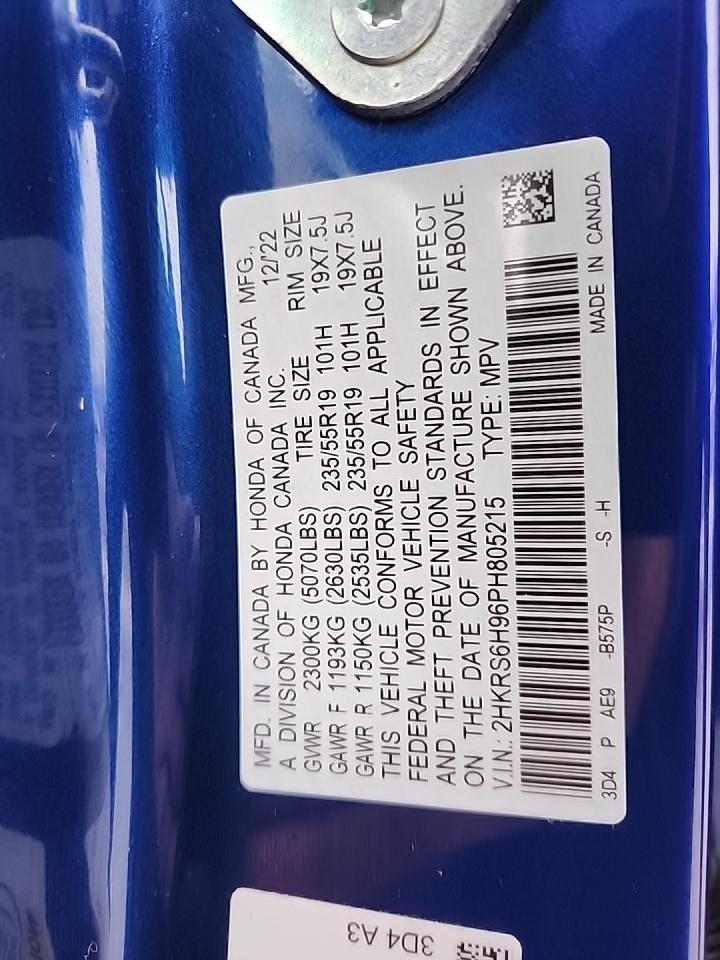 MFD. IN CANADA BY HONDA OF CANADA MFG.,
A DIVISION OF HONDA CANADA INC. 12/'22
GVWR 2300KG (5070LBS) TIRE SIZE RIM SIZE
GAWR F 1193KG (2630LBS) 235/55R19 101H 19X7.5J
GAWR R 1150KG (2535LBS) 235/55R19 101H 19X7.5J
THIS VEHICLE CONFORMS TO ALL APPLICABLE
FEDERAL MOTOR VEHICLE SAFETY
AND THEFT PREVENTION STANDARDS IN EFFECT
ON THE DATE OF MANUFACTURE SHOWN ABOVE.
V.I.N.: 2HKRS6H96PH805215 TYPE: MPV
3D4 P AE9 -B575P -S -H MADE IN CANADA
3D4 A3